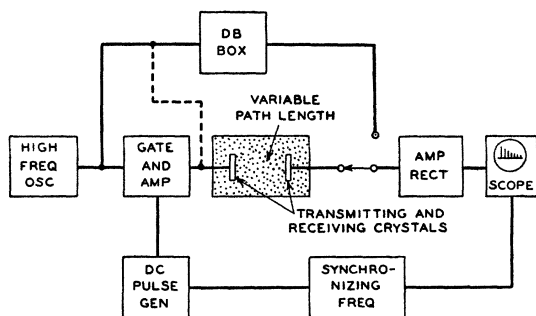 DB
BOX
VARIABLE
PATH LENGTH
HIGH
FREQ
OSC
GATE
AND
AMP
AMP
RECT
SCOPE
TRANSMITTING AND
RECEIVING CRYSTALS
DC
PULSE
GEN
SYNCHRO-
NIZING
FREQ